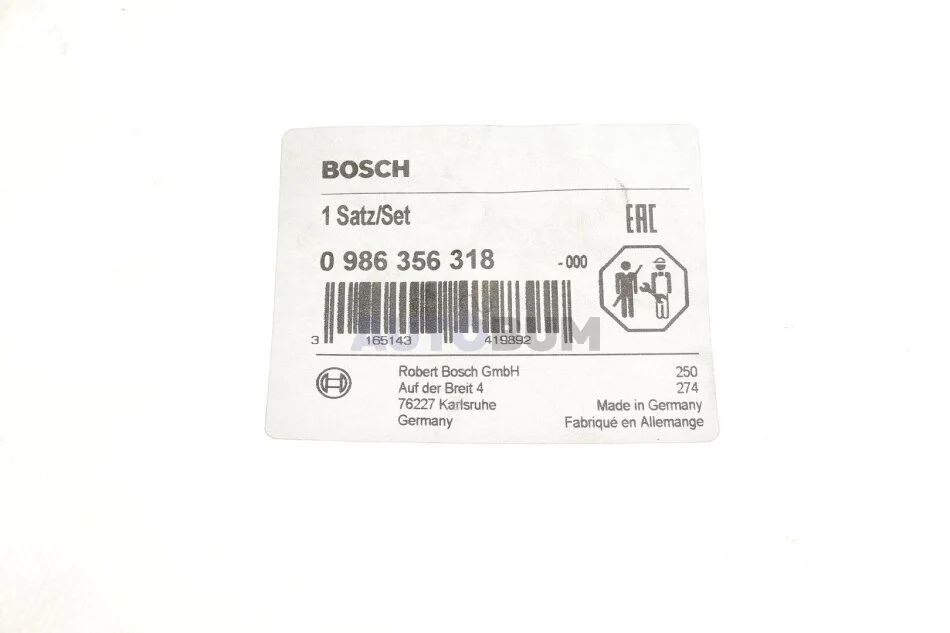 BOSCH
1 Satz/Set
EAC
0 986 356 318 -000
3 165143 419892
AUTOBUM
Robert Bosch GmbH 250
Auf der Breit 4 274
76227 Karlsruhe Made in Germany
Germany Fabriqué en Allemange